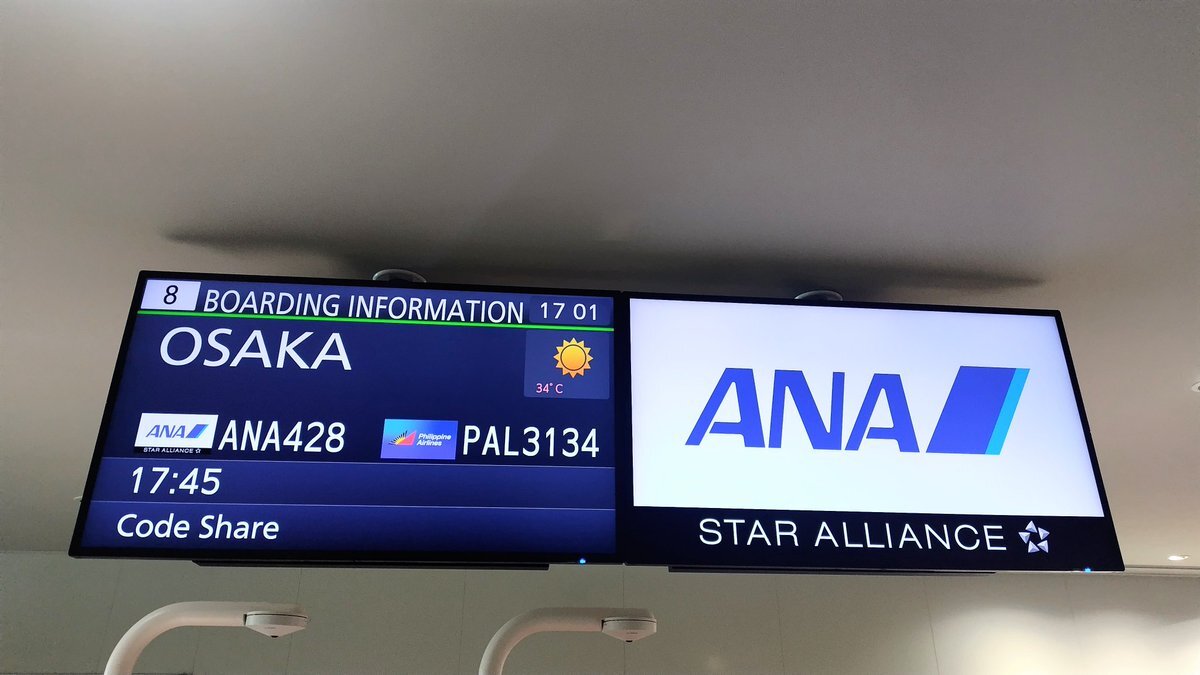 8 BOARDING INFORMATION 17 01
OSAKA
34°C
ANA STAR ALLIANCE ANA428 Philippine Airlines PAL3134
17:45
Code Share
ANA
STAR ALLIANCE